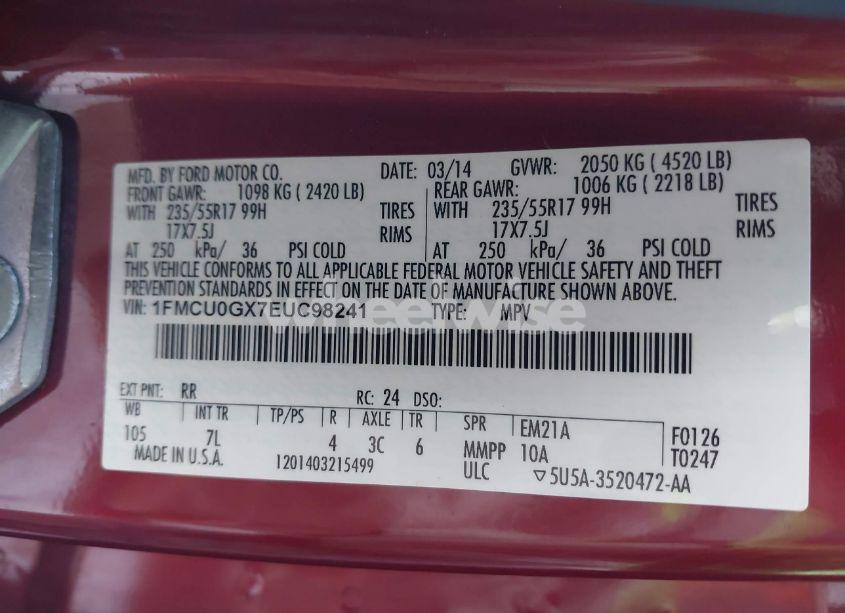 MFD. BY FORD MOTOR CO. DATE: 03/14 GVWR: 2050 KG ( 4520 LB)
FRONT GAWR: 1098 KG ( 2420 LB) REAR GAWR: 1006 KG ( 2218 LB)
WITH 235/55R17 99H TIRES WITH 235/55R17 99H TIRES
17X7.5J RIMS 17X7.5J RIMS
AT 250 kPa/ 36 PSI COLD AT 250 kPa/ 36 PSI COLD
THIS VEHICLE CONFORMS TO ALL APPLICABLE FEDERAL MOTOR VEHICLE SAFETY AND THEFT
PREVENTION STANDARDS IN EFFECT ON THE DATE OF MANUFACTURE SHOWN ABOVE.
VIN: 1FMCU0GX7EUC98241 TYPE: MPV
wheelwise
EXT PNT: RR RC: 24 DSO:
WB INT TR TP/PS R AXLE TR SPR EM21A F0126
105 7L 4 3C 6 MMPP 10A T0247
MADE IN U.S.A. 1201403215499 ULC ▽5U5A-3520472-AA